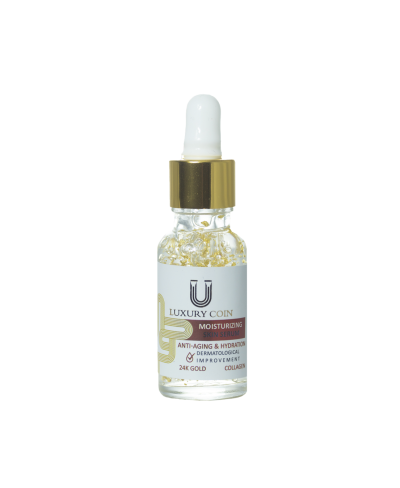 U
LUXURY COIN
MOISTURIZING
ANTI-AGING & HYDRATION
DERMATOLOGICAL
IMPROVEMENT
24K GOLD COLLAGEN